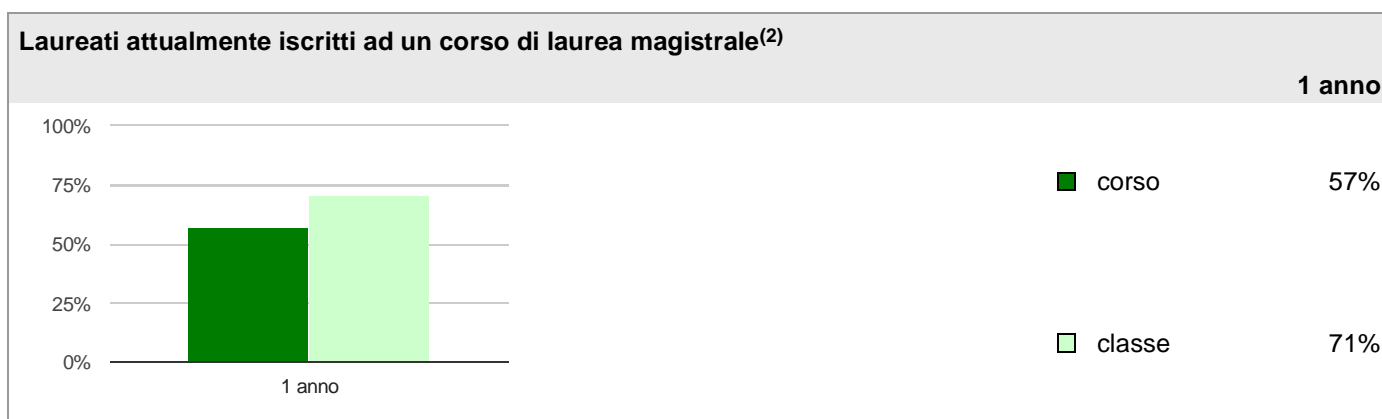 Laureati attualmente iscritti ad un corso di laurea magistrale(2)
1 anno
100%
75%
50%
25%
0%
1 anno
corso 57%
classe 71%